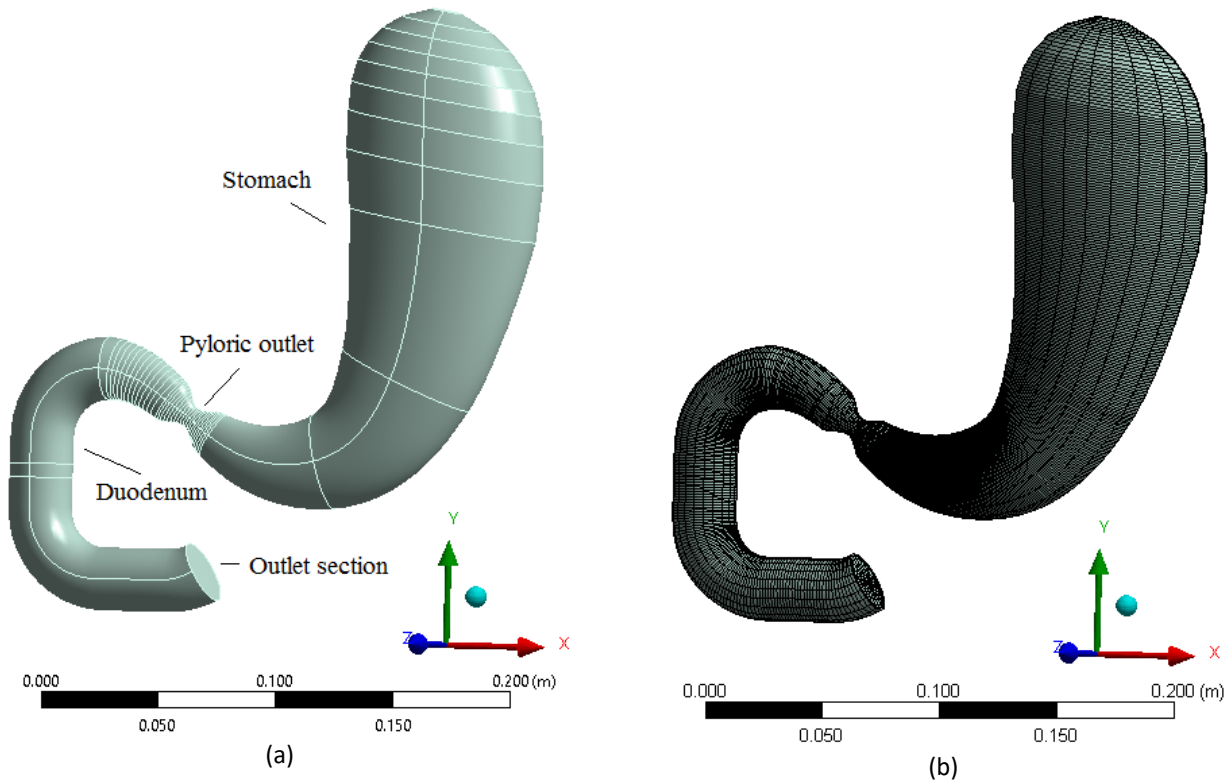 Stomach
Pyloric outlet
Duodenum
Outlet section
Y
Z
X
0.000
0.100
0.200 (m)
0.050
0.150
(a)
Y
Z
X
0.000
0.100
0.200 (m)
0.050
0.150
(b)